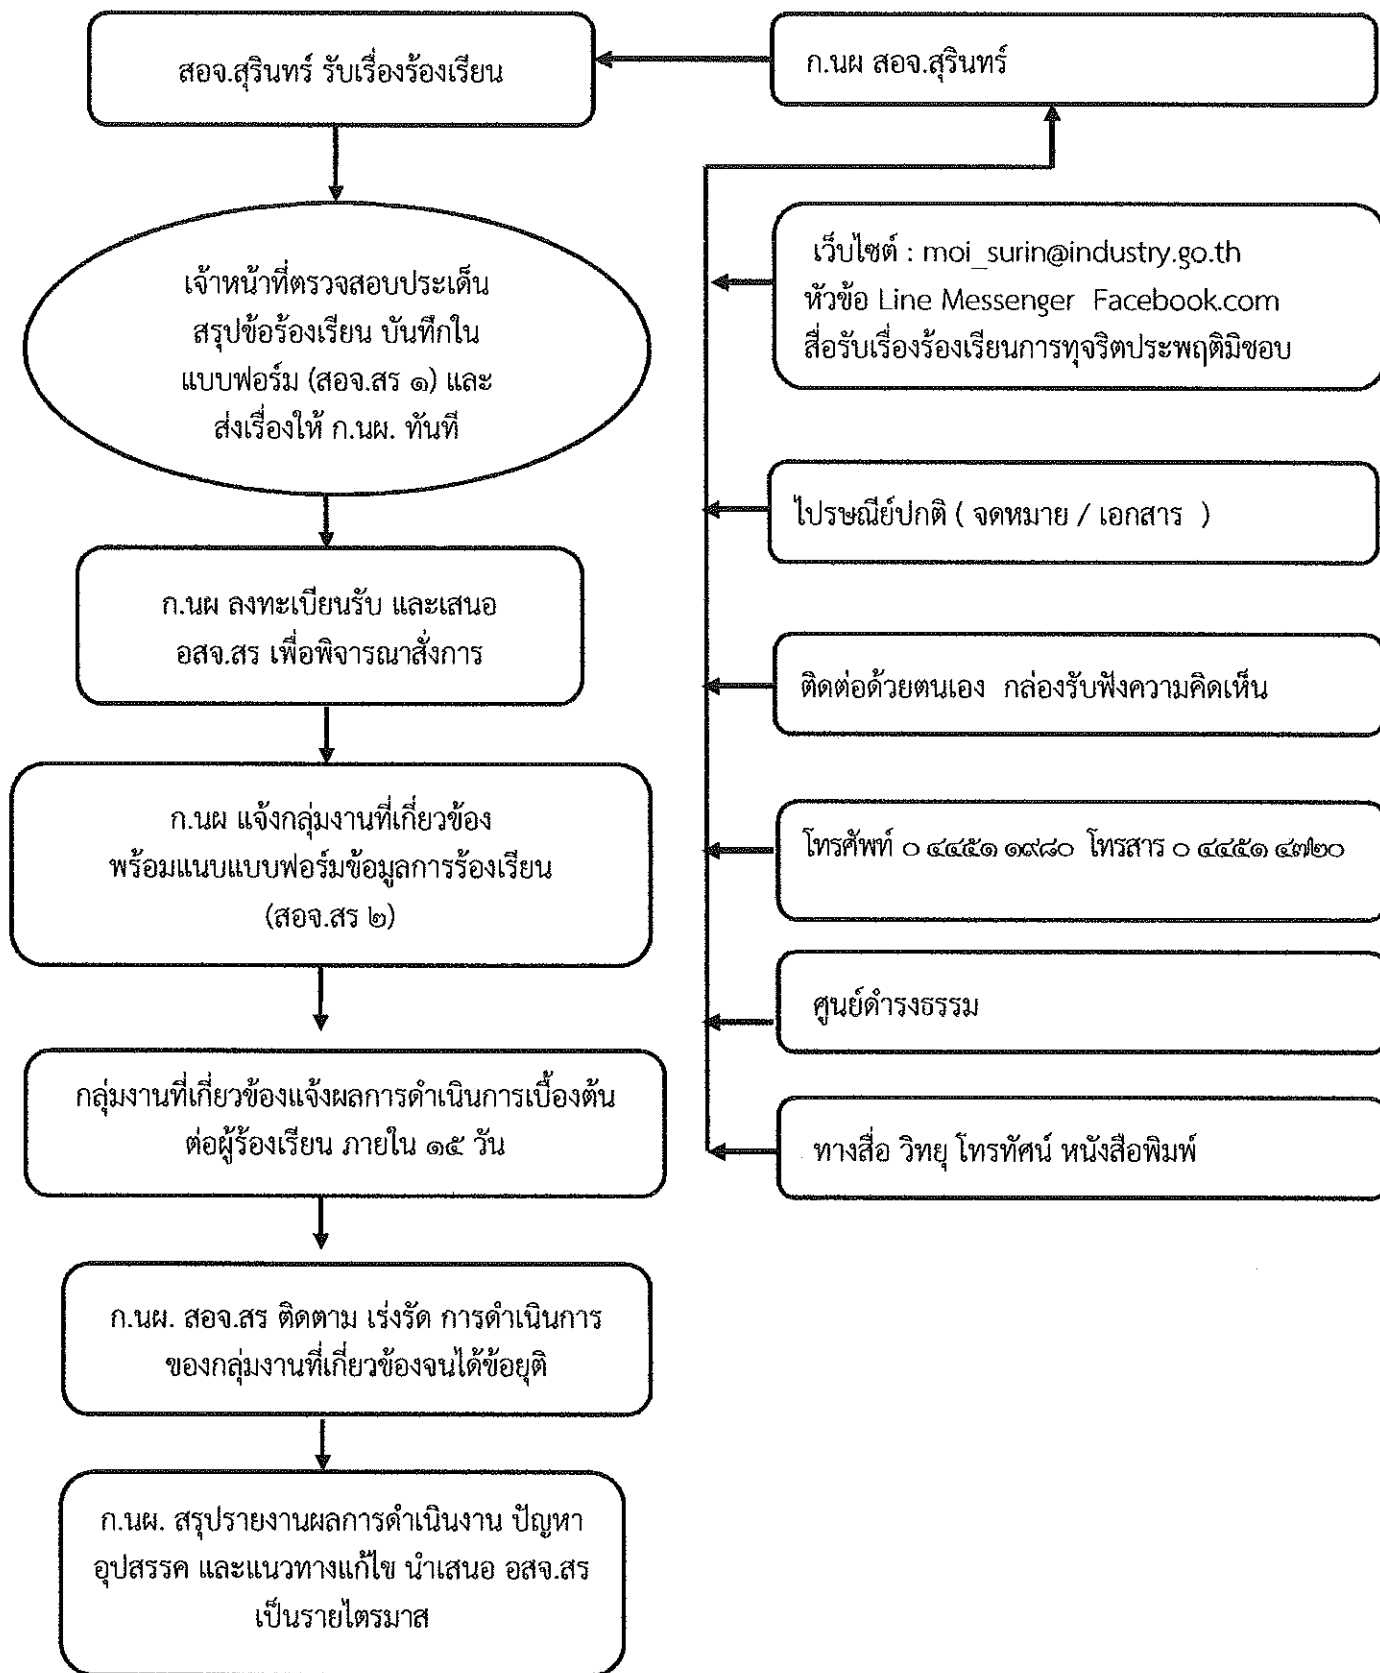 สอจ.สุรินทร์ รับเรื่องร้องเรียน
ก.นผ สอจ.สุรินทร์
เจ้าหน้าที่ตรวจสอบประเด็น
สรุปข้อร้องเรียน บันทึกใน
แบบฟอร์ม (สอจ.สร ๑) และ
ส่งเรื่องให้ ก.นผ. ทันที
ก.นผ ลงทะเบียนรับ และเสนอ
อสจ.สร เพื่อพิจารณาสั่งการ
ก.นผ แจ้งกลุ่มงานที่เกี่ยวข้อง
พร้อมแนบแบบฟอร์มข้อมูลการร้องเรียน
(สอจ.สร ๒)
กลุ่มงานที่เกี่ยวข้องแจ้งผลการดำเนินการเบื้องต้น
ต่อผู้ร้องเรียน ภายใน ๑๕ วัน
ก.นผ. สอจ.สร ติดตาม เร่งรัด การดำเนินการ
ของกลุ่มงานที่เกี่ยวข้องจนได้ข้อยุติ
ก.นผ. สรุปรายงานผลการดำเนินงาน ปัญหา
อุปสรรค และแนวทางแก้ไข นำเสนอ อสจ.สร
เป็นรายไตรมาส
เว็บไซต์ : moi_surin@industry.go.th
หัวข้อ Line Messenger Facebook.com
สื่อรับเรื่องร้องเรียนการทุจริตประพฤติมิชอบ
ไปรษณีย์ปกติ ( จดหมาย / เอกสาร )
ติดต่อด้วยตนเอง กล่องรับฟังความคิดเห็น
โทรศัพท์ ๐ ๔๔๕๑ ๑๙๘๐ โทรสาร ๐ ๔๔๕๑ ๔๗๒๐
ศูนย์ดำรงธรรม
ทางสื่อ วิทยุ โทรทัศน์ หนังสือพิมพ์